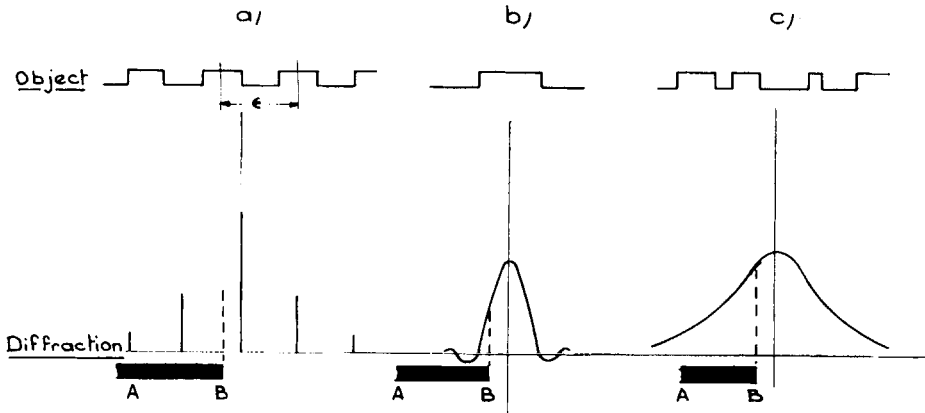 a) b) c)
Object
ϵ
Diffraction
A B A B A B